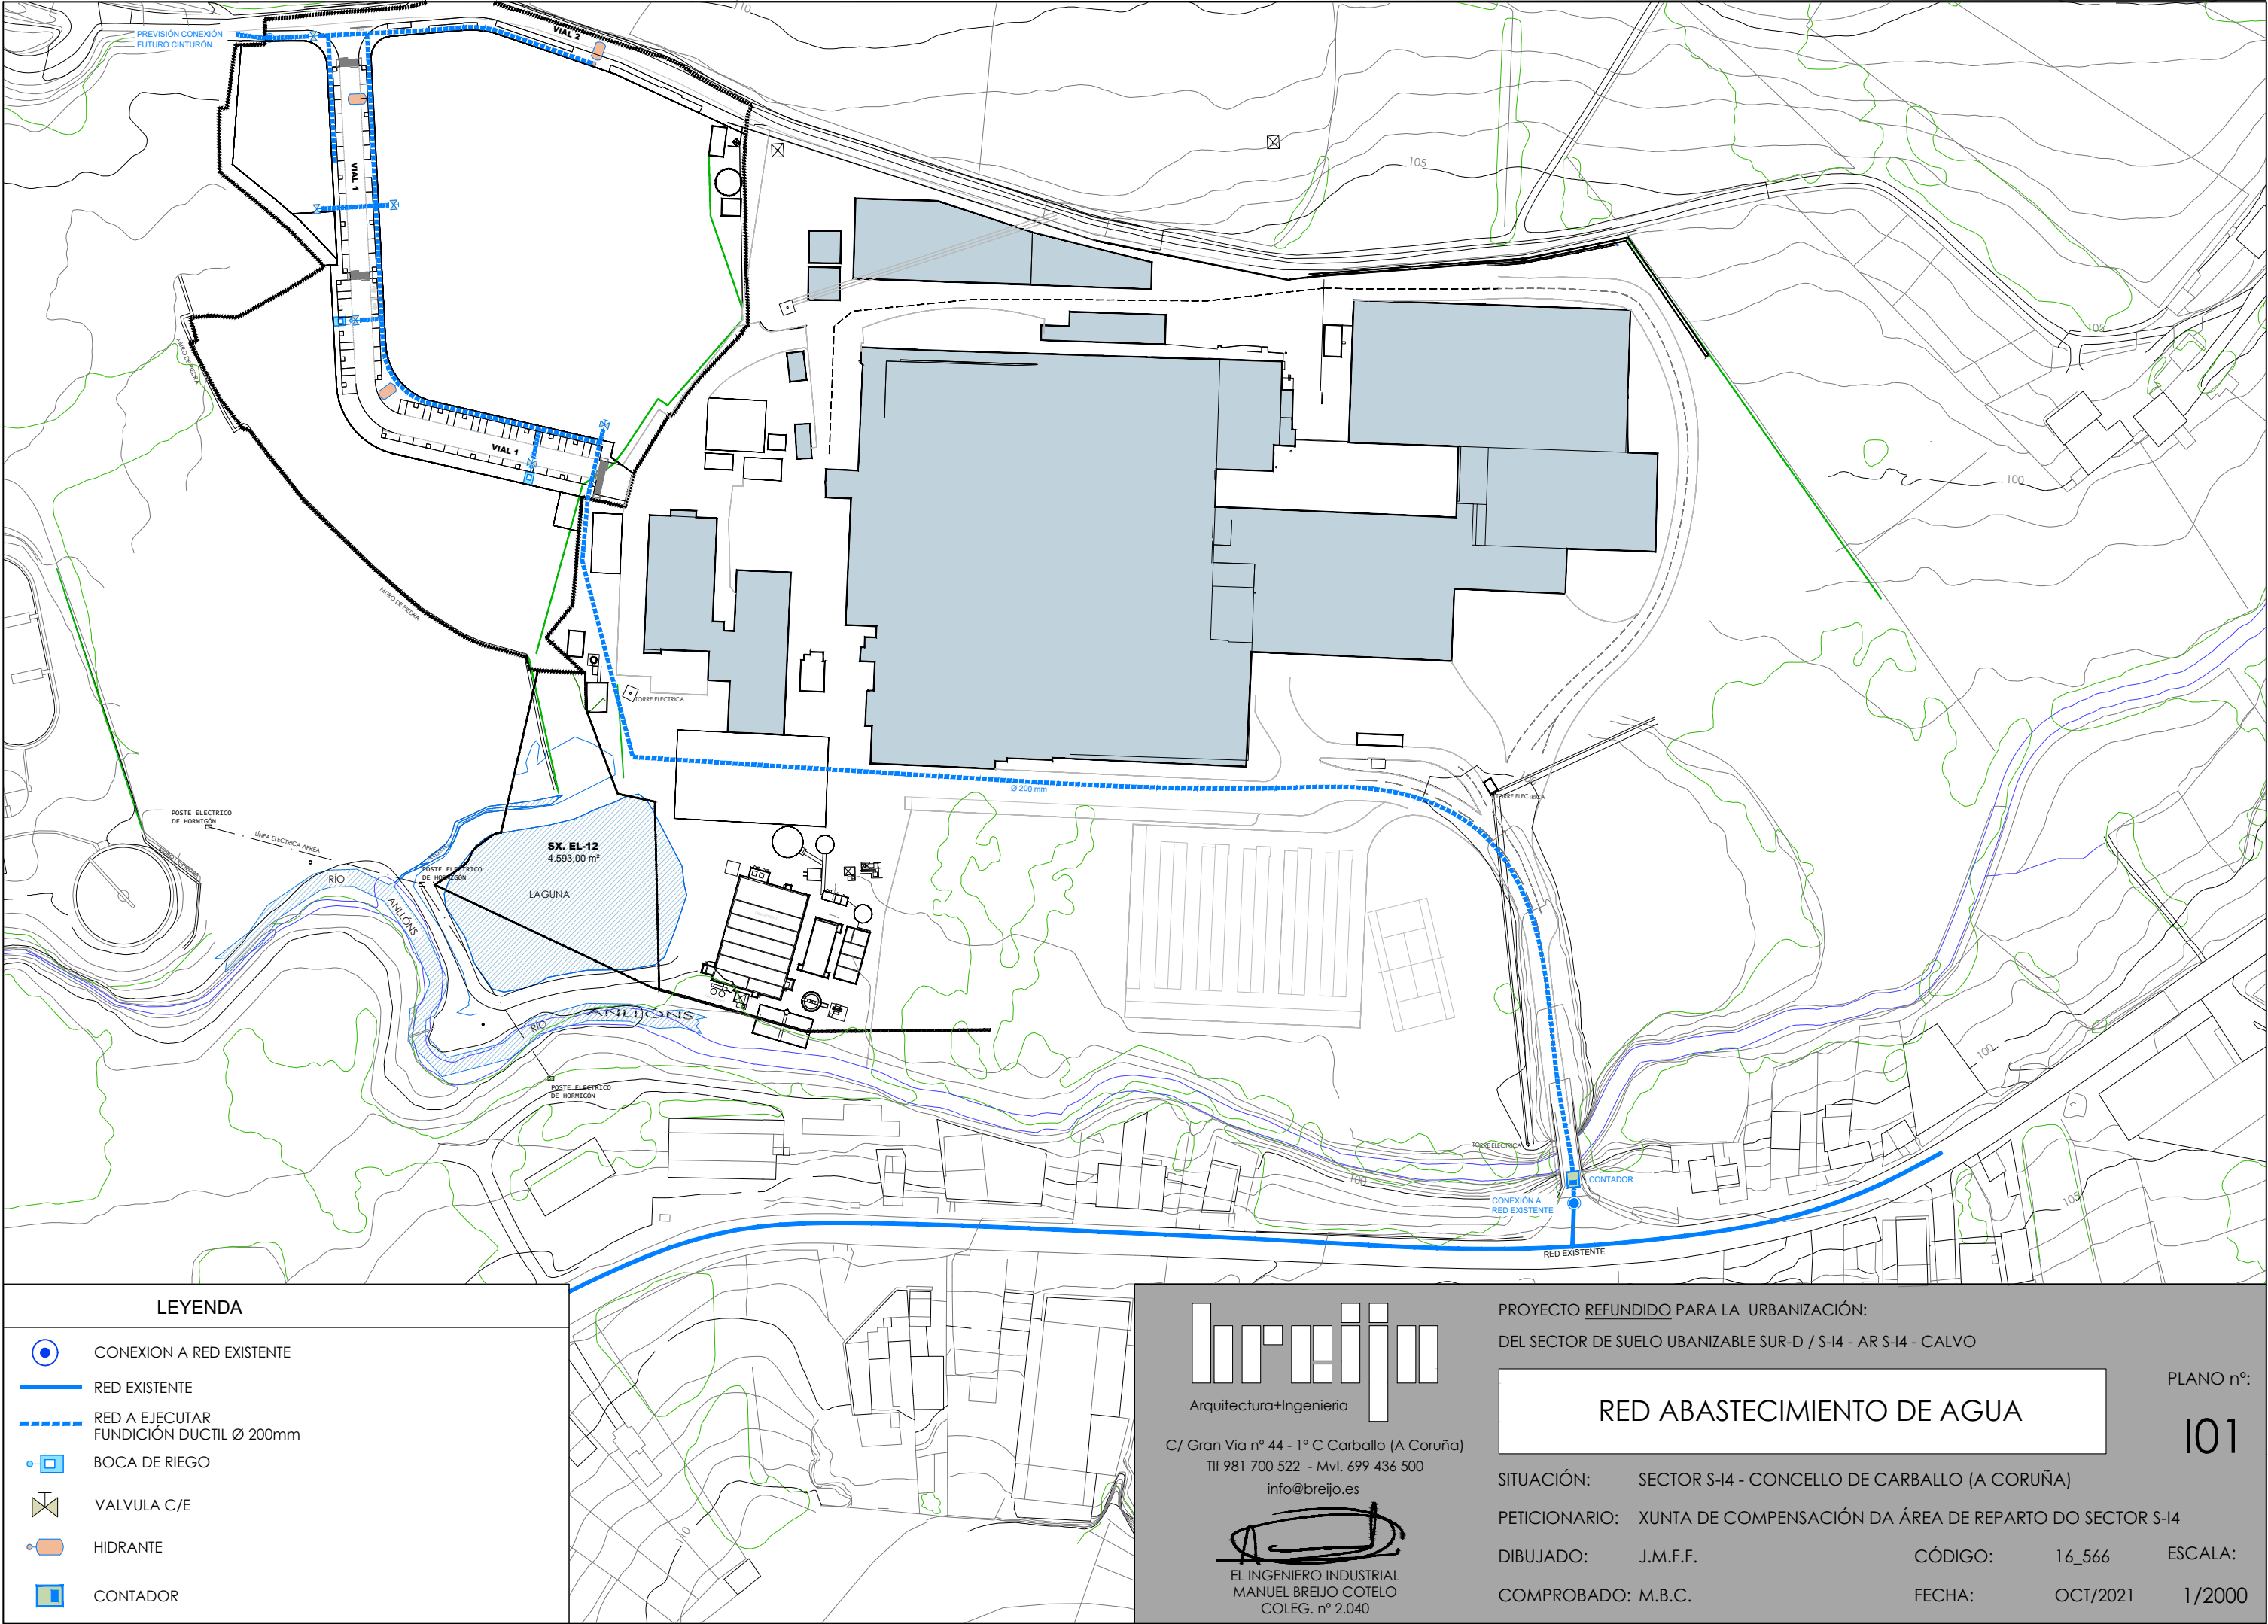 PREVISIÓN CONEXIÓN
FUTURO CINTURÓN
110
VIAL 2
VIAL 1
105
105
100
MURO DE PIEDRA
VIAL 1
MURO DE PIEDRA
TORRE ELECTRICA
Ø 200 mm
TORRE ELECTRICA
POSTE ELECTRICO
DE HORMIGÓN
LÍNEA ELECTRICA AEREA
SX. EL-12
4.593,00 m²
LAGUNA
POSTE ELECTRICO
DE HORMIGÓN
RÍO
ANLLÓNS
RÍO
ANLLÓNS
POSTE ELECTRICO
DE HORMIGÓN
100
TORRE ELECTRICA
100
CONTADOR
CONEXIÓN A
RED EXISTENTE
105
RED EXISTENTE
110
LEYENDA
CONEXION A RED EXISTENTE
RED EXISTENTE
RED A EJECUTAR
FUNDICIÓN DUCTIL Ø 200mm
BOCA DE RIEGO
VALVULA C/E
HIDRANTE
CONTADOR
breijo
Arquitectura+Ingenieria
C/ Gran Via nº 44 - 1º C Carballo (A Coruña)
Tlf 981 700 522 - Mvl. 699 436 500
info@breijo.es
EL INGENIERO INDUSTRIAL
MANUEL BREIJO COTELO
COLEG. nº 2.040
PROYECTO REFUNDIDO PARA LA URBANIZACIÓN:
DEL SECTOR DE SUELO UBANIZABLE SUR-D / S-I4 - AR S-I4 - CALVO
RED ABASTECIMIENTO DE AGUA
PLANO nº:
I01
SITUACIÓN: SECTOR S-I4 - CONCELLO DE CARBALLO (A CORUÑA)
PETICIONARIO: XUNTA DE COMPENSACIÓN DA ÁREA DE REPARTO DO SECTOR S-I4
DIBUJADO: J.M.F.F. CÓDIGO: 16_566 ESCALA:
COMPROBADO: M.B.C. FECHA: OCT/2021 1/2000